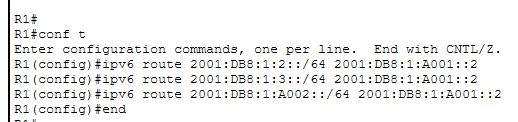 R1#
R1#conf t
Enter configuration commands, one per line.  End with CNTL/Z.
R1(config)#ipv6 route 2001:DB8:1:2::/64 2001:DB8:1:A001::2
R1(config)#ipv6 route 2001:DB8:1:3::/64 2001:DB8:1:A001::2
R1(config)#ipv6 route 2001:DB8:1:A002::/64 2001:DB8:1:A001::2
R1(config)#end
R1#